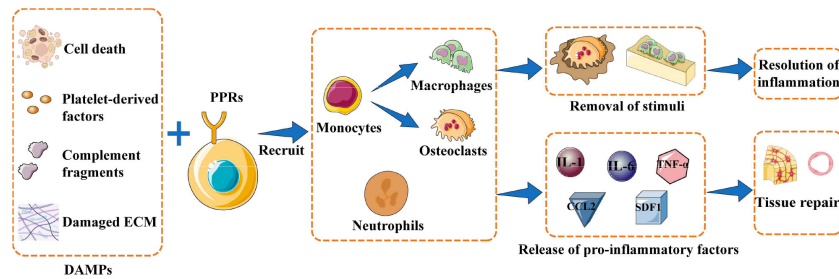 Cell death
Platelet-derived
factors
Complement
fragments
Damaged ECM
DAMPs
PPRs
Recruit
Monocytes
Macrophages
Osteoclasts
Neutrophils
Removal of stimuli
Resolution of
inflammation
IL-1
IL-6
TNF-α
CCL2
SDF1
Release of pro-inflammatory factors
Tissue repair